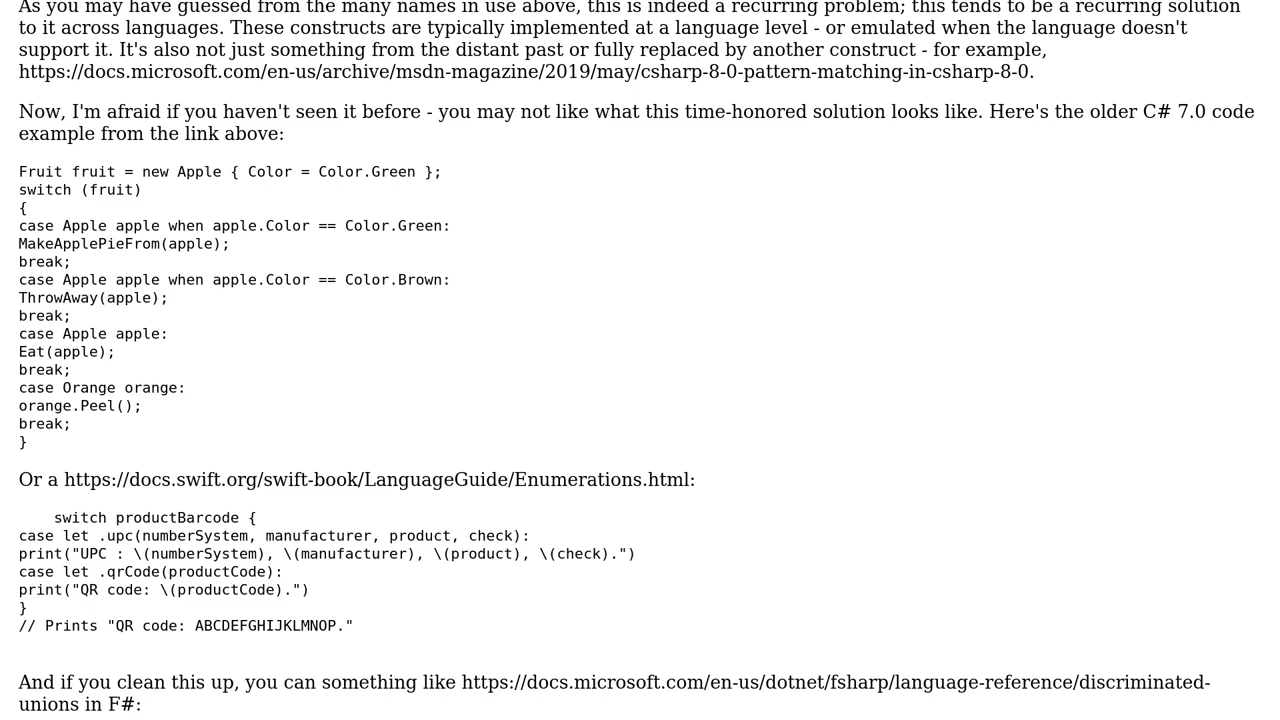 As you may have guessed from the many names in use above, this is indeed a recurring problem; this tends to be a recurring solution
to it across languages. These constructs are typically implemented at a language level - or emulated when the language doesn't
support it. It's also not just something from the distant past or fully replaced by another construct - for example,
https://docs.microsoft.com/en-us/archive/msdn-magazine/2019/may/csharp-8-0-pattern-matching-in-csharp-8-0.
Now, I'm afraid if you haven't seen it before - you may not like what this time-honored solution looks like. Here's the older C# 7.0 code
example from the link above:
Fruit fruit = new Apple { Color = Color.Green };
switch (fruit)
{
case Apple apple when apple.Color == Color.Green:
MakeApplePieFrom(apple);
break;
case Apple apple when apple.Color == Color.Brown:
ThrowAway(apple);
break;
case Apple apple:
Eat(apple);
break;
case Orange orange:
orange.Peel();
break;
}
Or a https://docs.swift.org/swift-book/LanguageGuide/Enumerations.html:
    switch productBarcode {
case let .upc(numberSystem, manufacturer, product, check):
print("UPC : \(numberSystem), \(manufacturer), \(product), \(check).")
case let .qrCode(productCode):
print("QR code: \(productCode).")
}
// Prints "QR code: ABCDEFGHIJKLMNOP."
And if you clean this up, you can something like https://docs.microsoft.com/en-us/dotnet/fsharp/language-reference/discriminated-
unions in F#: